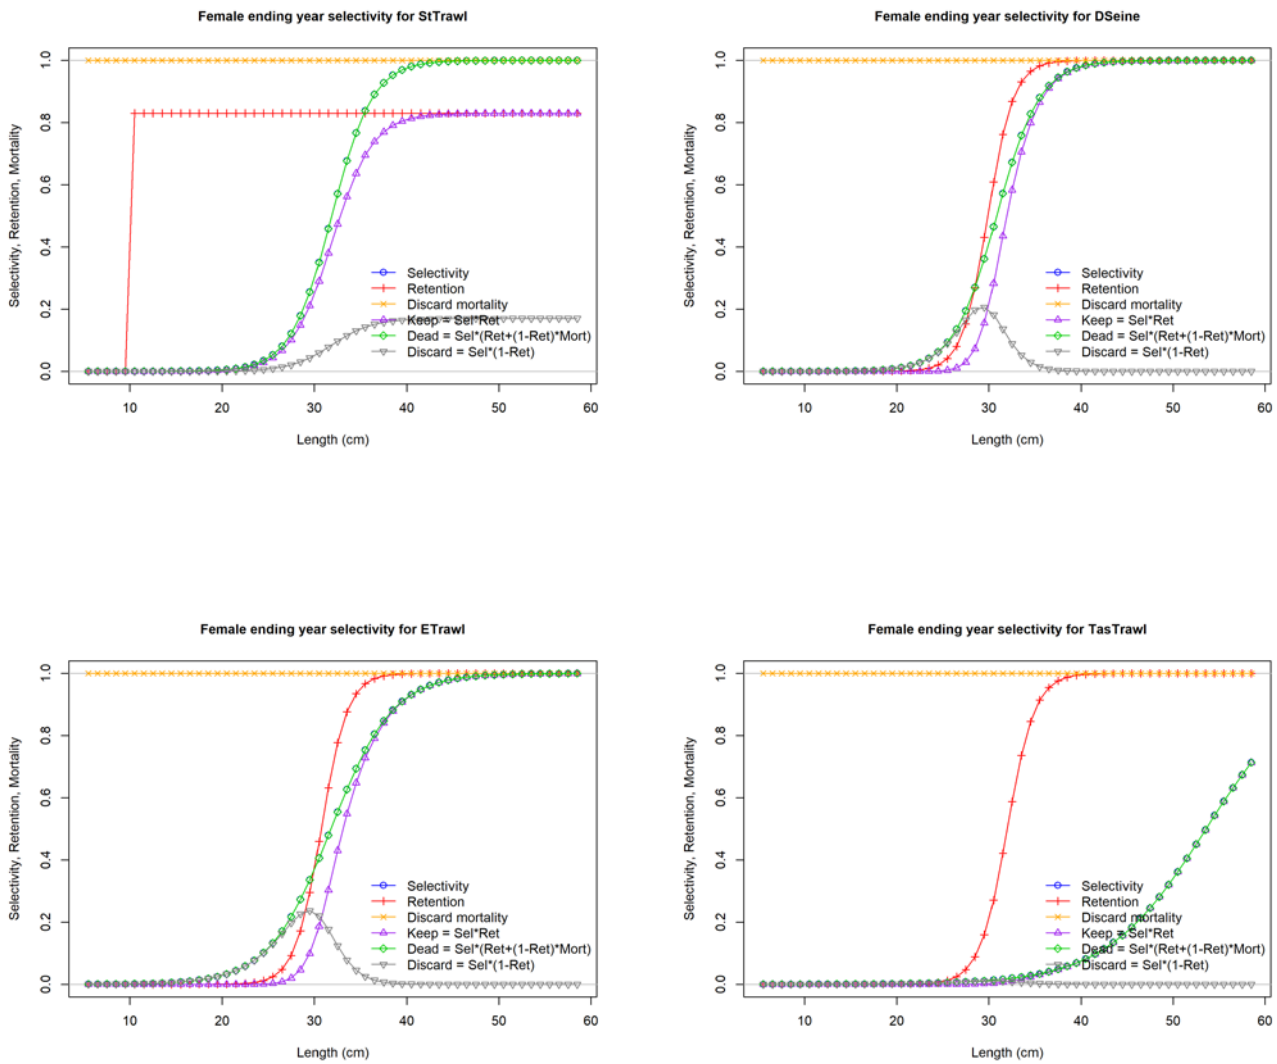 Female ending year selectivity for StTrawl
Selectivity, Retention, Mortality
1.0
0.8
0.6
0.4
0.2
0.0
Selectivity
Retention
Discard mortality
Keep = Sel*Ret
Dead = Sel*(Ret+(1-Ret)*Mort)
Discard = Sel*(1-Ret)
10 20 30 40 50 60
Length (cm)
Female ending year selectivity for DSeine
Selectivity, Retention, Mortality
1.0
0.8
0.6
0.4
0.2
0.0
Selectivity
Retention
Discard mortality
Keep = Sel*Ret
Dead = Sel*(Ret+(1-Ret)*Mort)
Discard = Sel*(1-Ret)
10 20 30 40 50 60
Length (cm)
Female ending year selectivity for ETrawl
Selectivity, Retention, Mortality
1.0
0.8
0.6
0.4
0.2
0.0
Selectivity
Retention
Discard mortality
Keep = Sel*Ret
Dead = Sel*(Ret+(1-Ret)*Mort)
Discard = Sel*(1-Ret)
10 20 30 40 50 60
Length (cm)
Female ending year selectivity for TasTrawl
Selectivity, Retention, Mortality
1.0
0.8
0.6
0.4
0.2
0.0
Selectivity
Retention
Discard mortality
Keep = Sel*Ret
Dead = Sel*(Ret+(1-Ret)*Mort)
Discard = Sel*(1-Ret)
10 20 30 40 50 60
Length (cm)